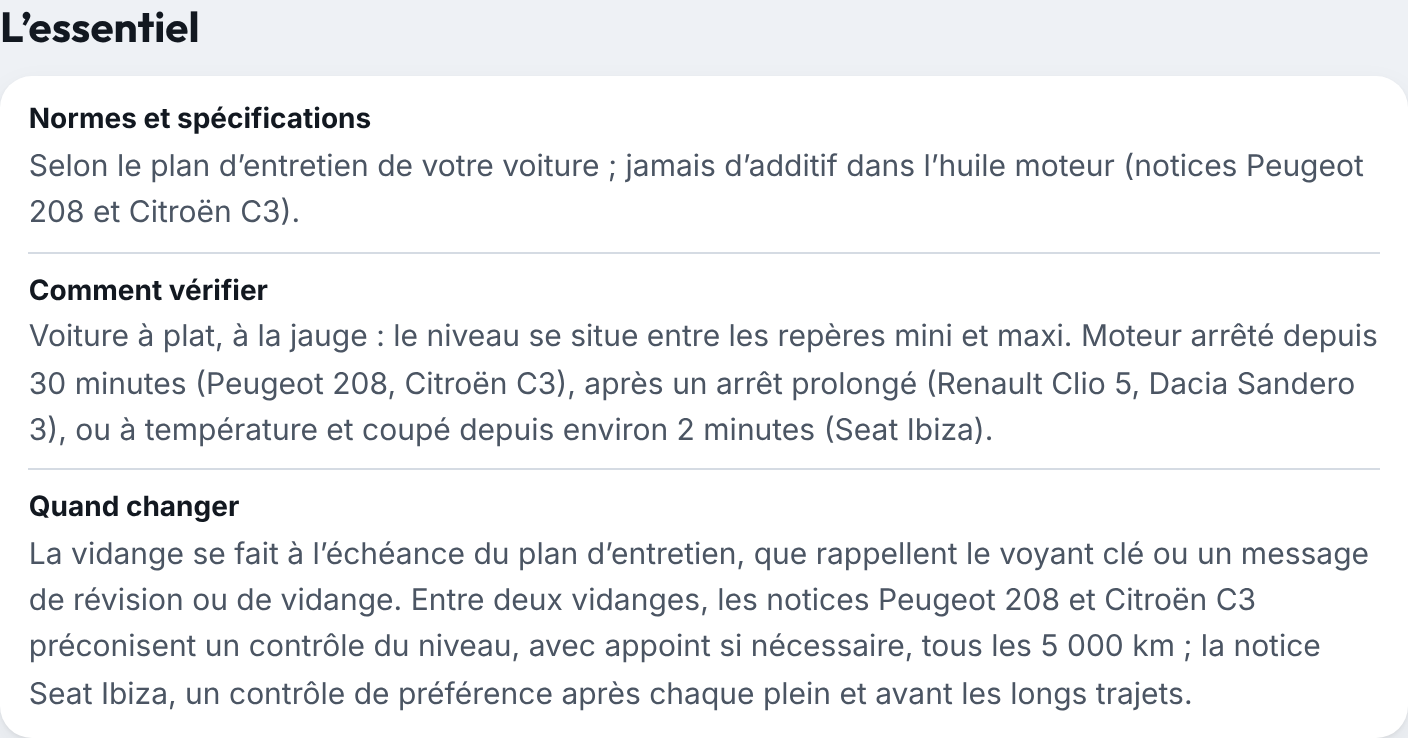 L’essentiel
Normes et spécifications
Selon le plan d’entretien de votre voiture ; jamais d’additif dans l’huile moteur (notices Peugeot
208 et Citroën C3).
Comment vérifier
Voiture à plat, à la jauge : le niveau se situe entre les repères mini et maxi. Moteur arrêté depuis
30 minutes (Peugeot 208, Citroën C3), après un arrêt prolongé (Renault Clio 5, Dacia Sandero
3), ou à température et coupé depuis environ 2 minutes (Seat Ibiza).
Quand changer
La vidange se fait à l’échéance du plan d’entretien, que rappellent le voyant clé ou un message
de révision ou de vidange. Entre deux vidanges, les notices Peugeot 208 et Citroën C3
préconisent un contrôle du niveau, avec appoint si nécessaire, tous les 5 000 km ; la notice
Seat Ibiza, un contrôle de préférence après chaque plein et avant les longs trajets.